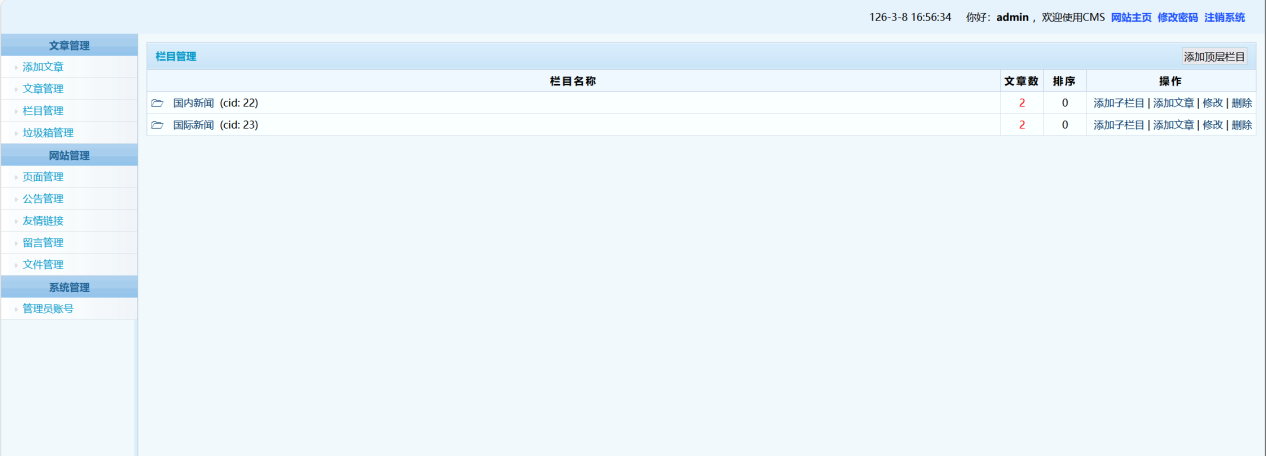 126-3-8 16:56:34 你好：admin ，欢迎使用CMS 网站主页 修改密码 注销系统
文章管理
添加文章
文章管理
栏目管理
垃圾箱管理
网站管理
页面管理
公告管理
友情链接
留言管理
文件管理
系统管理
管理员账号
栏目管理 添加顶层栏目
栏目名称 文章数 排序 操作
国内新闻 (cid: 22) 2 0 添加子栏目 | 添加文章 | 修改 | 删除
国际新闻 (cid: 23) 2 0 添加子栏目 | 添加文章 | 修改 | 删除